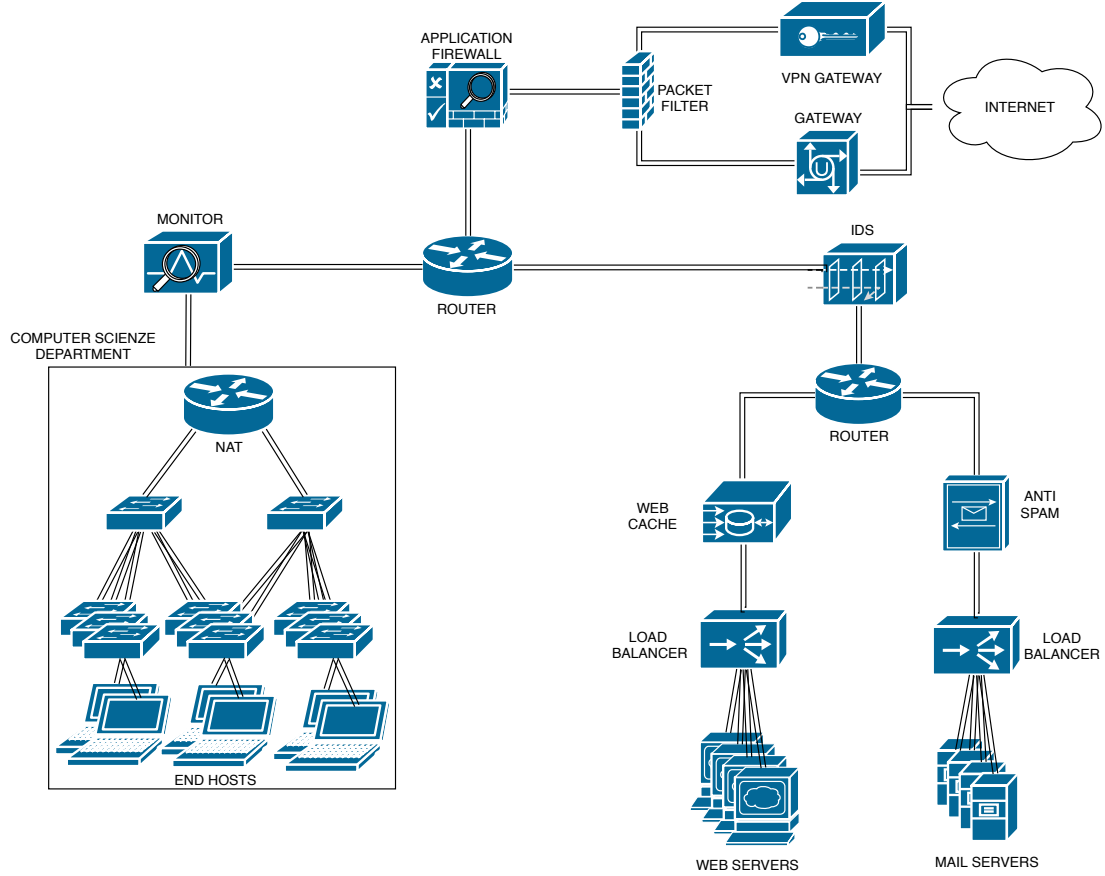 APPLICATION
FIREWALL
PACKET
FILTER
VPN GATEWAY
GATEWAY
U
INTERNET
MONITOR
ROUTER
IDS
COMPUTER SCIENZE
DEPARTMENT
NAT
ROUTER
WEB
CACHE
ANTI
SPAM
LOAD
BALANCER
LOAD
BALANCER
END HOSTS
WEB SERVERS
MAIL SERVERS